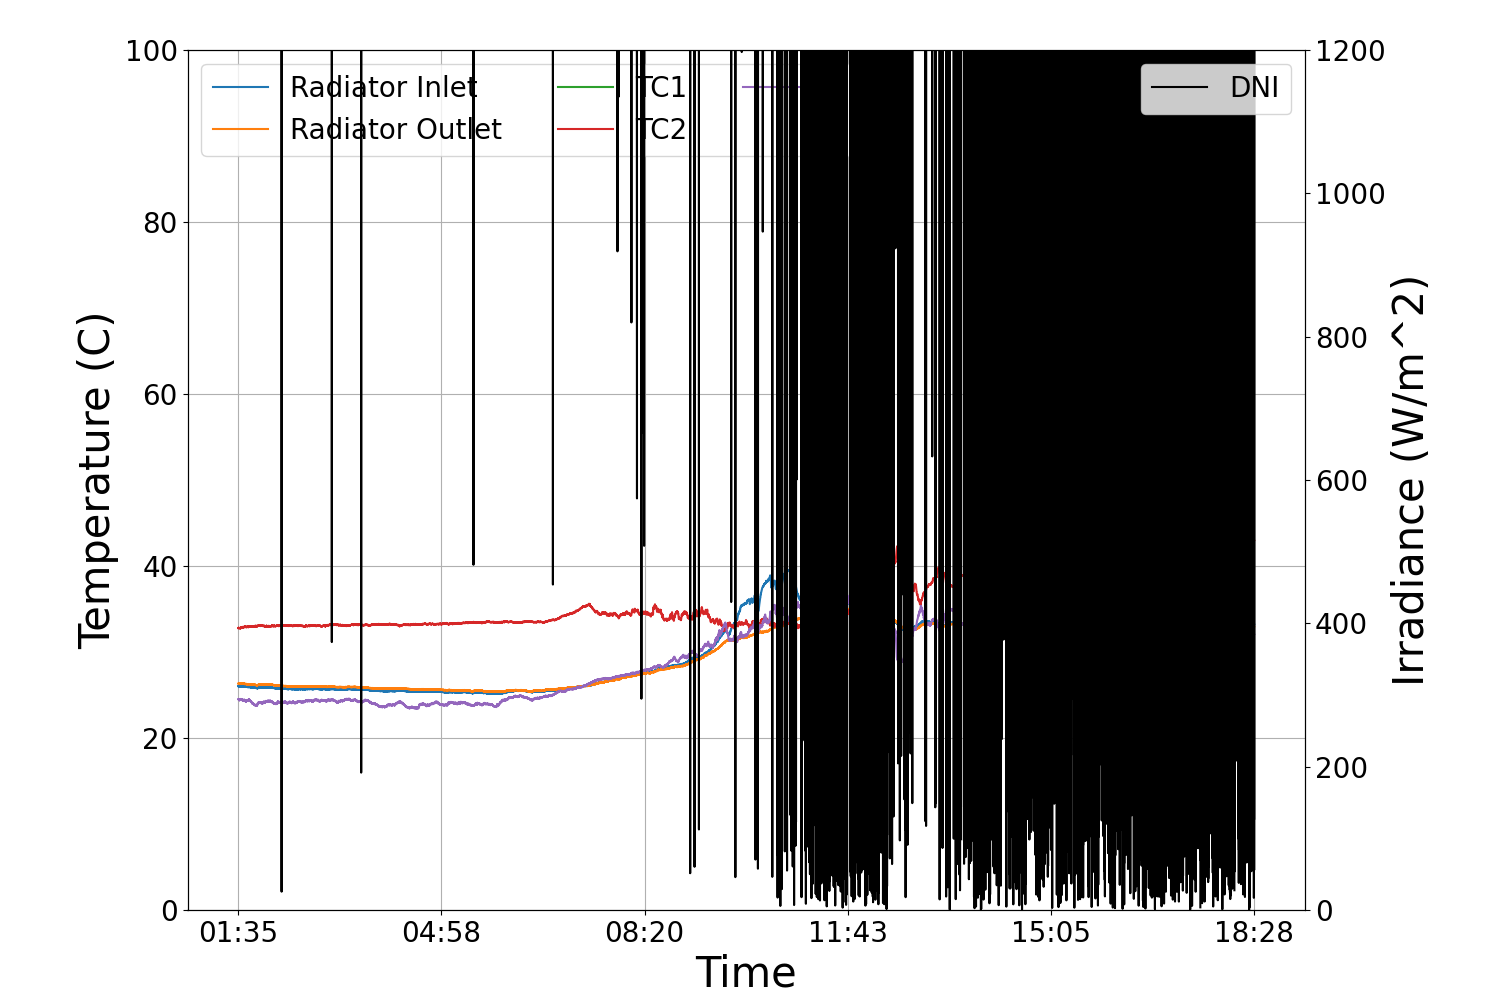 100
80
60
40
20
0
Temperature (C)
Radiator Inlet
Radiator Outlet
TC1
TC2
DNI
1200
1000
800
600
400
200
0
Irradiance (W/m^2)
01:35 04:58 08:20 11:43 15:05 18:28
Time